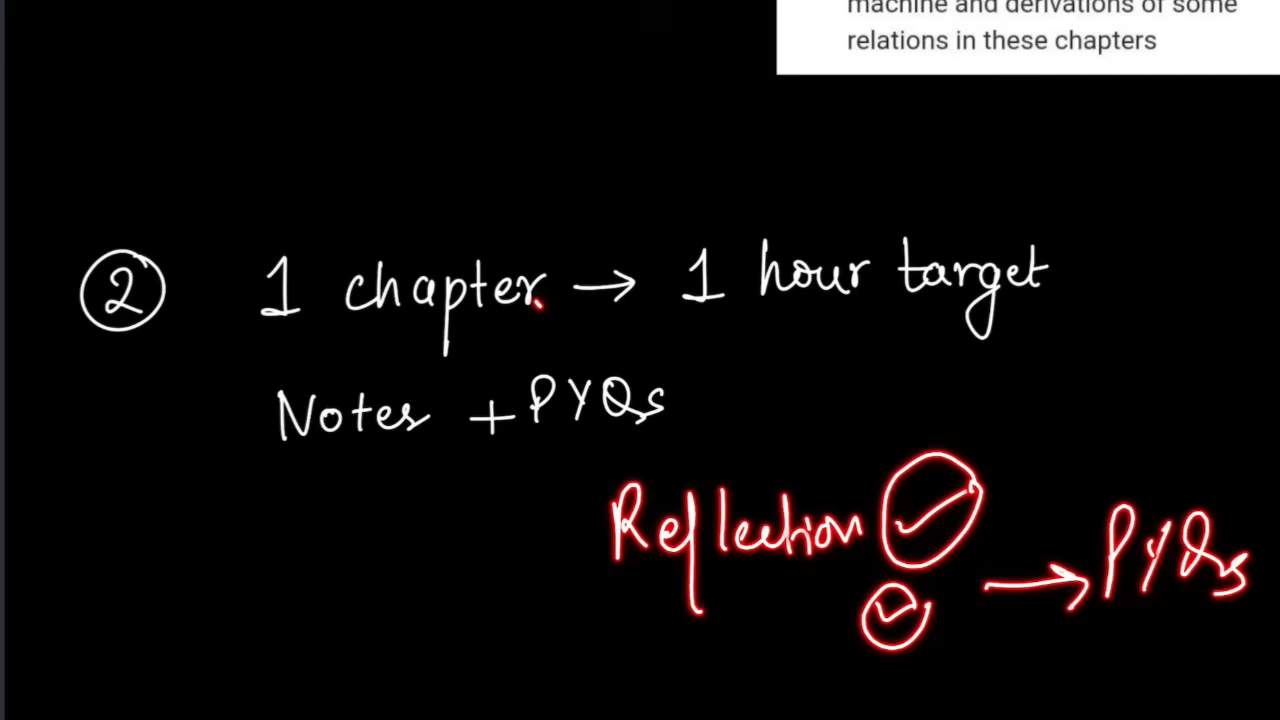 machine and derivations of some
relations in these chapters
② 1 chapter → 1 hour target
Notes + PYQs
Reflection → PYQs